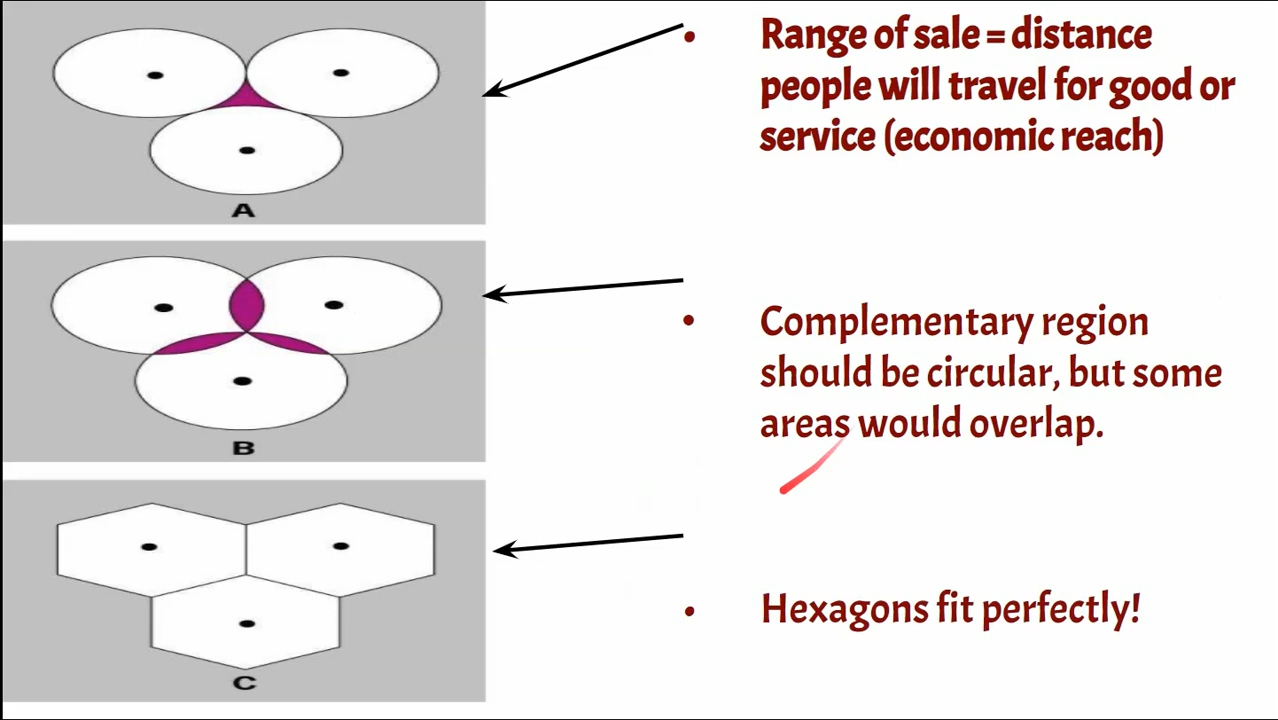 A
B
C
• Range of sale = distance
people will travel for good or
service (economic reach)
• Complementary region
should be circular, but some
areas would overlap.
• Hexagons fit perfectly!